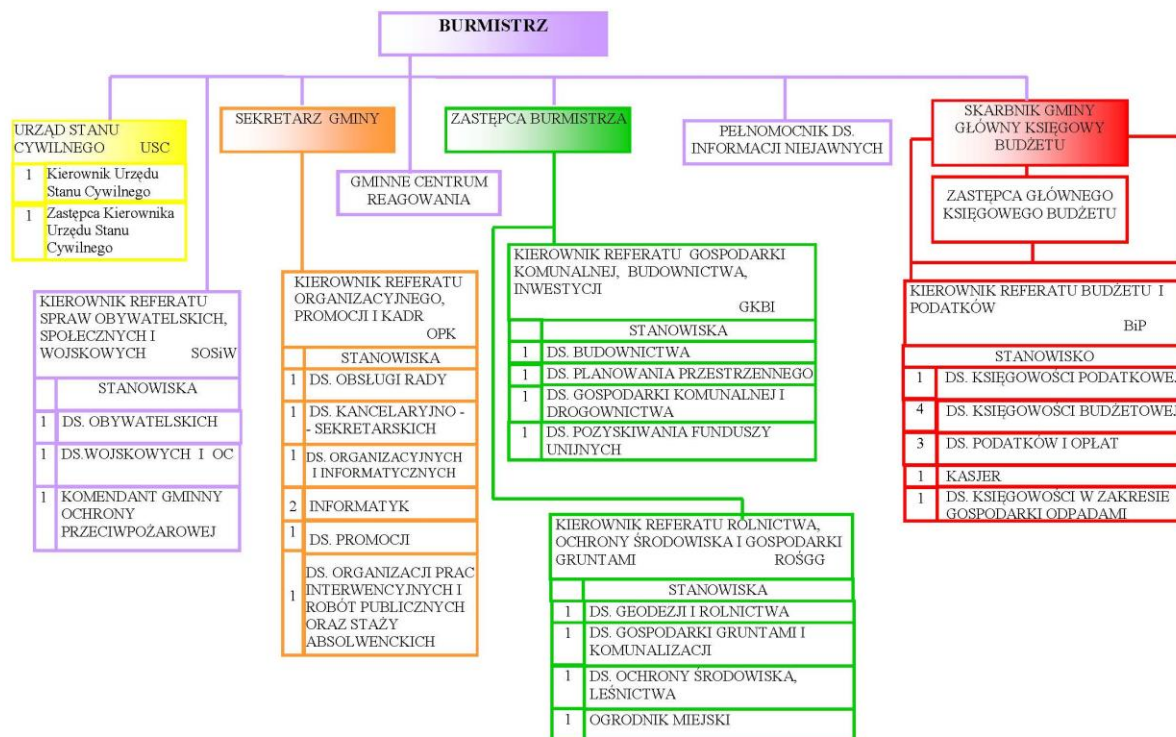 BURMISTRZ
URZĄD STANU
CYWILNEGO USC
1 Kierownik Urzędu
Stanu Cywilnego
1 Zastępca Kierownika
Urzędu Stanu
Cywilnego
SEKRETARZ GMINY
GMINNE CENTRUM
REAGOWANIA
ZASTĘPCA BURMISTRZA
PEŁNOMOCNIK DS.
INFORMACJI NIEJAWNYCH
SKARBNIK GMINY
GŁÓWNY KSIĘGOWY
BUDŻETU
ZASTĘPCA GŁÓWNEGO
KSIĘGOWEGO BUDŻETU
KIEROWNIK REFERATU
SPRAW OBYWATELSKICH,
SPOŁECZNYCH I
WOJSKOWYCH SOSiW
STANOWISKA
1 DS. OBYWATELSKICH
1 DS.WOJSKOWYCH I OC
1 KOMENDANT GMINNY
OCHRONY
PRZECIWPOŻAROWEJ
KIEROWNIK REFERATU
ORGANIZACYJNEGO,
PROMOCJI I KADR
OPK
STANOWISKA
1 DS. OBSŁUGI RADY
1 DS. KANCELARYJNO -
- SEKRETARSKICH
1 DS. ORGANIZACYJNYCH
I INFORMATYCZNYCH
2 INFORMATYK
1 DS. PROMOCJI
1 DS. ORGANIZACJI PRAC
INTERWENCYJNYCH I
ROBÓT PUBLICZNYCH
ORAZ STAŻY
ABSOLWENCKICH
KIEROWNIK REFERATU GOSPODARKI
KOMUNALNEJ, BUDOWNICTWA,
INWESTYCJI
GKBI
STANOWISKA
1 DS. BUDOWNICTWA
1 DS. PLANOWANIA PRZESTRZENNEGO
1 DS. GOSPODARKI KOMUNALNEJ I
DROGOWNICTWA
1 DS. POZYSKIWANIA FUNDUSZY
UNIJNYCH
KIEROWNIK REFERATU ROLNICTWA,
OCHRONY ŚRODOWISKA I GOSPODARKI
GRUNTAMI ROŚGG
STANOWISKA
1 DS. GEODEZJI I ROLNICTWA
1 DS. GOSPODARKI GRUNTAMI I
KOMUNALIZACJI
1 DS. OCHRONY ŚRODOWISKA,
LEŚNICTWA
1 OGRODNIK MIEJSKI
KIEROWNIK REFERATU BUDŻETU I
PODATKÓW
BiP
STANOWISKO
1 DS. KSIĘGOWOŚCI PODATKOWEJ
4 DS. KSIĘGOWOŚCI BUDŻETOWEJ
3 DS. PODATKÓW I OPŁAT
1 KASJER
1 DS. KSIĘGOWOŚCI W ZAKRESIE
GOSPODARKI ODPADAMI